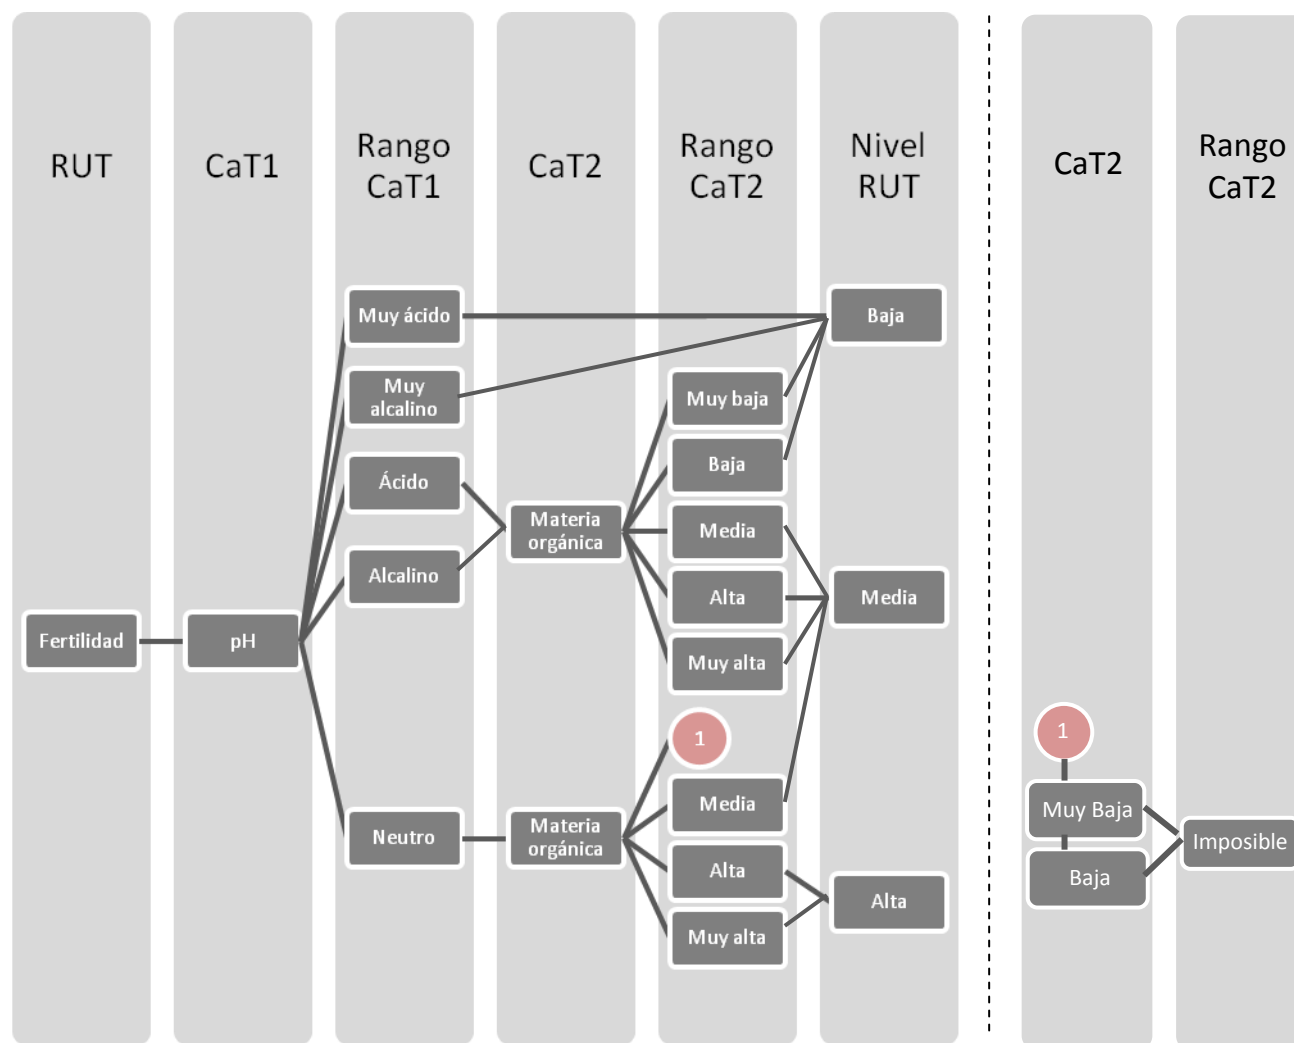 RUT
CaT1
Rango
CaT1
CaT2
Rango
CaT2
Nivel
RUT
CaT2
Rango
CaT2
Fertilidad
pH
Muy ácido
Muy
alcalino
Ácido
Alcalino
Neutro
Materia
orgánica
Materia
orgánica
Muy baja
Baja
Media
Alta
Muy alta
1
Media
Alta
Muy alta
Baja
Media
Alta
1
Muy Baja
Baja
Imposible